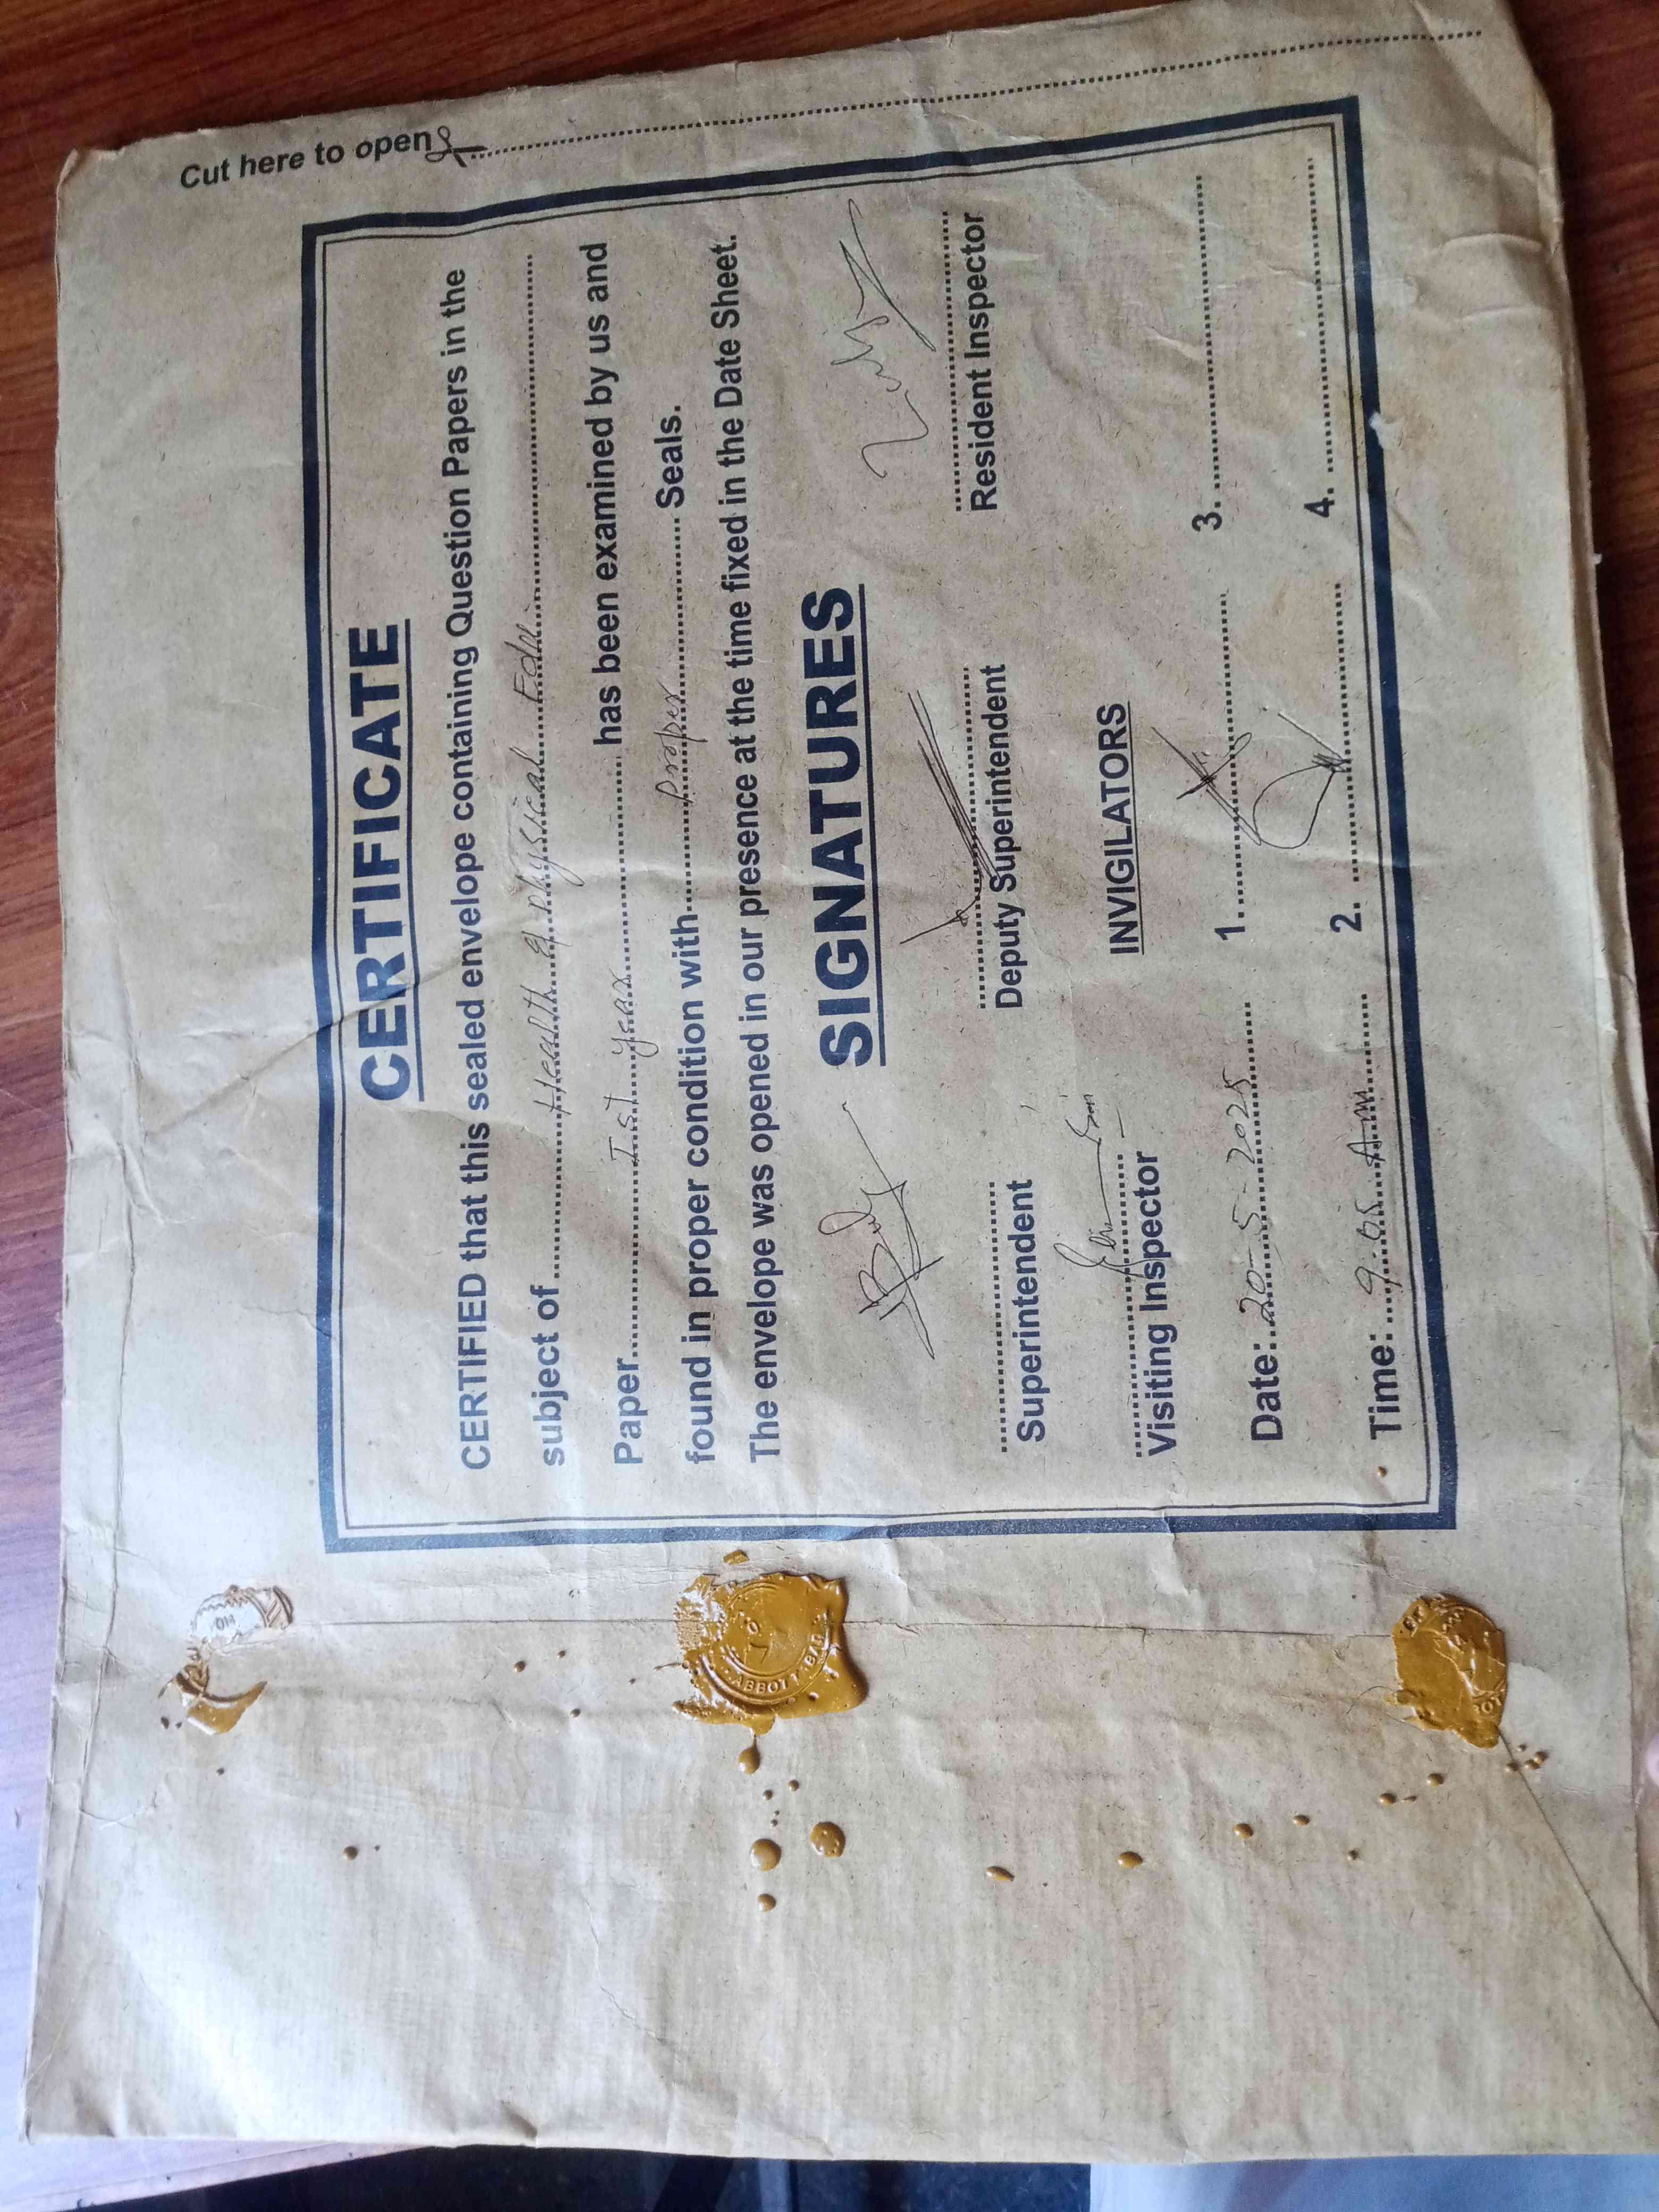 Cut here to open
CERTIFICATE
CERTIFIED that this sealed envelope containing Question Papers in the
subject of Health & Physical Edu
Paper Ist year has been examined by us and
found in proper condition with Proper Seals.
The envelope was opened in our presence at the time fixed in the Date Sheet.
SIGNATURES
Superintendent Deputy Superintendent Resident Inspector
INVIGILATORS
Visiting Inspector
1. 3.
Date: 20-5-2025
2. 4.
Time: 9-05 Am
ABBOTT